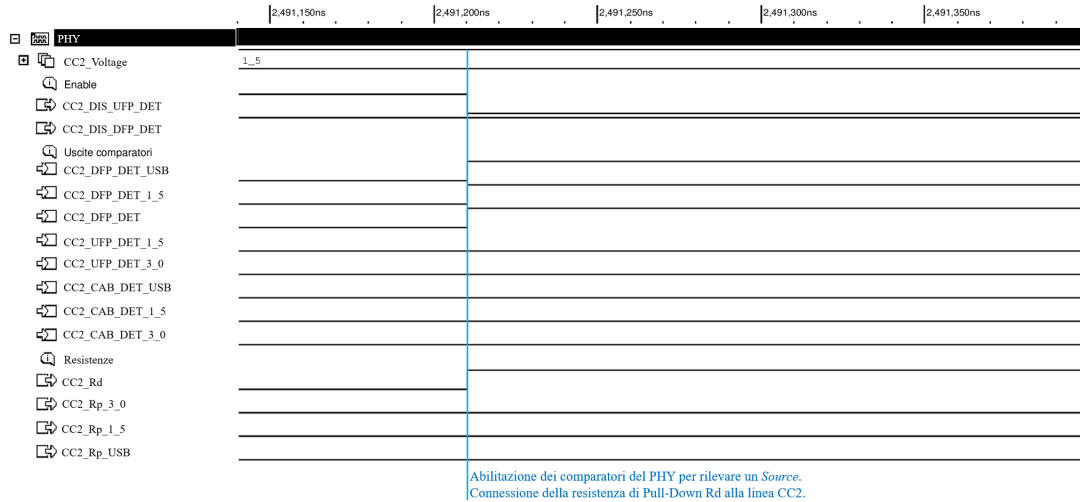 2,491,150ns 2,491,200ns 2,491,250ns 2,491,300ns 2,491,350ns
PHY
CC2_Voltage 1_5
Enable
CC2_DIS_UFP_DET
CC2_DIS_DFP_DET
Uscite comparatori
CC2_DFP_DET_USB
CC2_DFP_DET_1_5
CC2_DFP_DET
CC2_UFP_DET_1_5
CC2_UFP_DET_3_0
CC2_CAB_DET_USB
CC2_CAB_DET_1_5
CC2_CAB_DET_3_0
Resistenze
CC2_Rd
CC2_Rp_3_0
CC2_Rp_1_5
CC2_Rp_USB
Abilitazione dei comparatori del PHY per rilevare un Source.
Connessione della resistenza di Pull-Down Rd alla linea CC2.